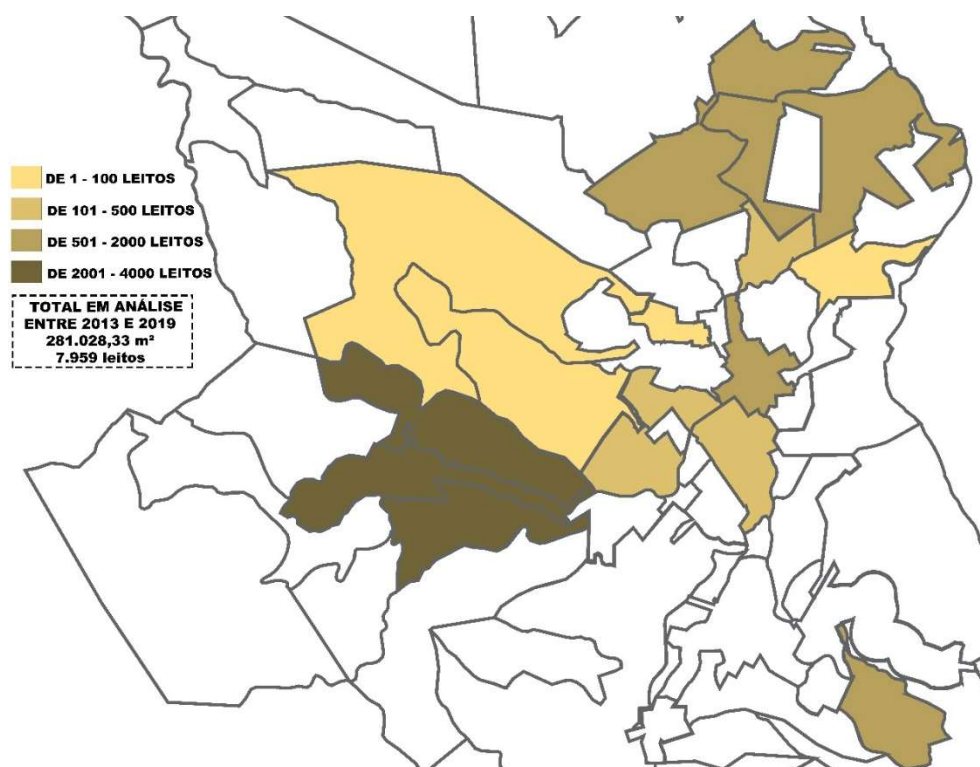 DE 1 - 100 LEITOS
DE 101 - 500 LEITOS
DE 501 - 2000 LEITOS
DE 2001 - 4000 LEITOS
TOTAL EM ANÁLISE
ENTRE 2013 E 2019
281.028,33 m²
7.959 leitos